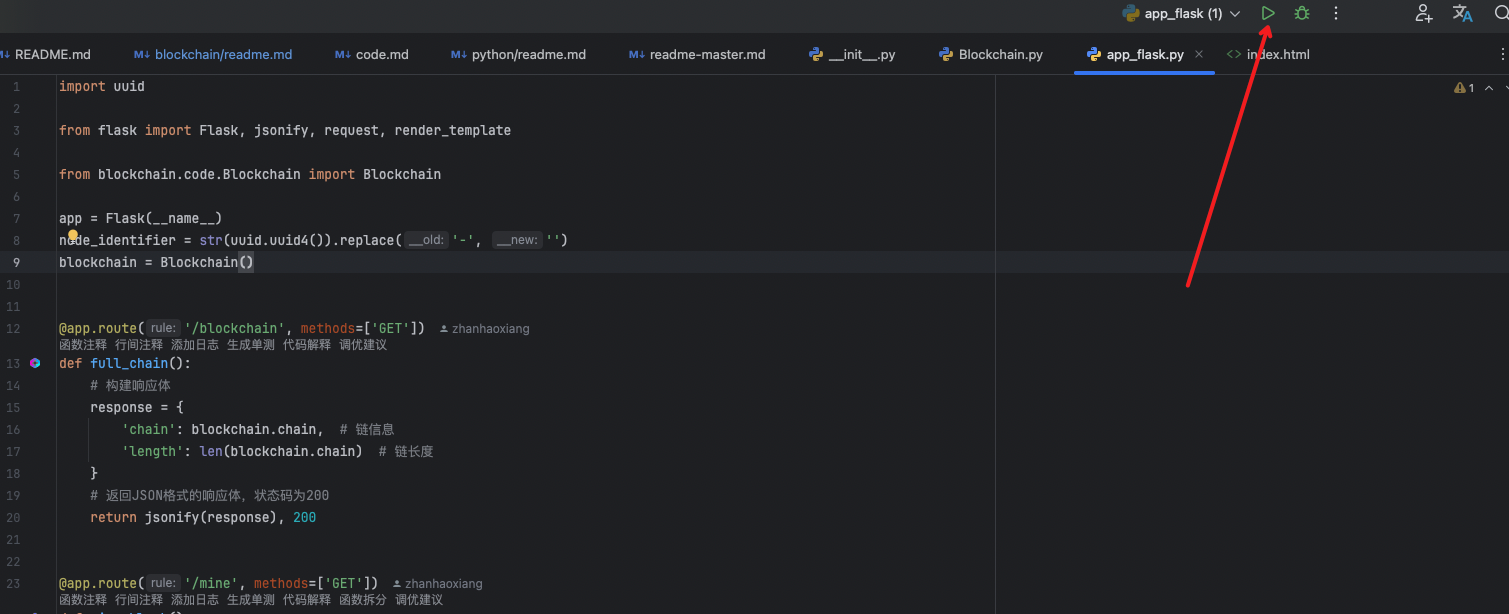 app_flask (1)
README.md
blockchain/readme.md
code.md
python/readme.md
readme-master.md
__init__.py
Blockchain.py
app_flask.py
index.html
1 import uuid
1
2
3 from flask import Flask, jsonify, request, render_template
4
5 from blockchain.code.Blockchain import Blockchain
6
7 app = Flask(__name__)
8 node_identifier = str(uuid.uuid4()).replace( __old: '-', __new: '')
9 blockchain = Blockchain()
10
11
12 @app.route( rule: '/blockchain', methods=['GET']) zhanhaoxiang
函数注释 行间注释 添加日志 生成单测 代码解释 调优建议
13 def full_chain():
14 # 构建响应体
15 response = {
16 'chain': blockchain.chain, # 链信息
17 'length': len(blockchain.chain) # 链长度
18 }
19 # 返回JSON格式的响应体，状态码为200
20 return jsonify(response), 200
21
22
23 @app.route( rule: '/mine', methods=['GET']) zhanhaoxiang
函数注释 行间注释 添加日志 生成单测 代码解释 函数拆分 调优建议